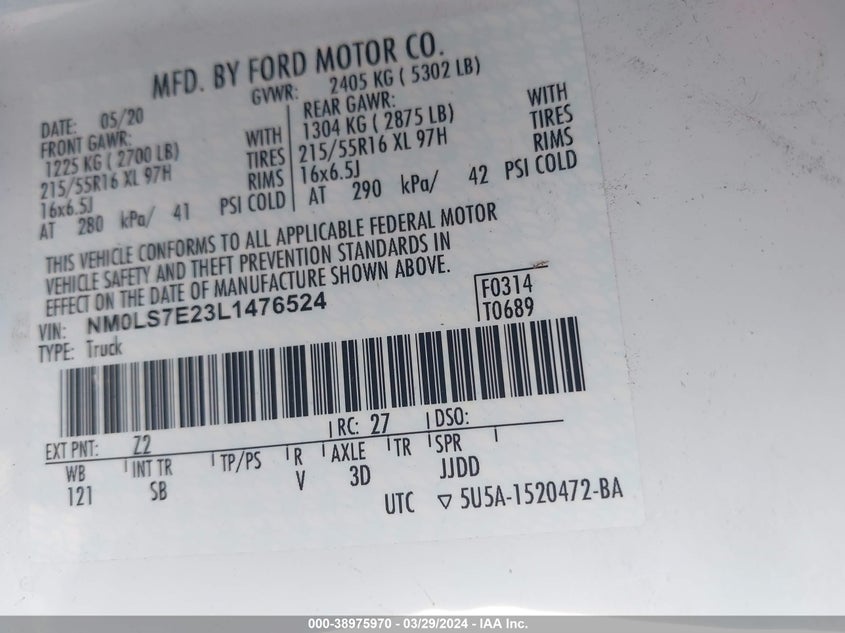 MFD. BY FORD MOTOR CO.
DATE: 05/20
GVWR: 2405 KG ( 5302 LB)
FRONT GAWR:
1225 KG ( 2700 LB) WITH
215/55R16 XL 97H TIRES
16x6.5J RIMS
AT 280 kPa/ 41 PSI COLD
REAR GAWR:
1304 KG ( 2875 LB) WITH
215/55R16 XL 97H TIRES
16x6.5J RIMS
AT 290 kPa/ 42 PSI COLD
THIS VEHICLE CONFORMS TO ALL APPLICABLE FEDERAL MOTOR
VEHICLE SAFETY AND THEFT PREVENTION STANDARDS IN
EFFECT ON THE DATE OF MANUFACTURE SHOWN ABOVE.
VIN: NM0LS7E23L1476524
TYPE: Truck
F0314
T0689
EXT PNT: Z2 RC: 27 DSO:
WB INT TR TP/PS R AXLE TR SPR
121 SB V 3D JJDD
UTC ▽ 5U5A-1520472-BA
000-38975970 - 03/29/2024 - IAA Inc.